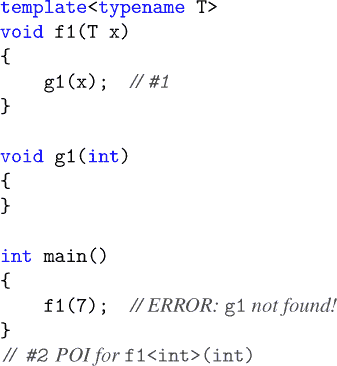 template<typename T>
void f1(T x)
{
    g1(x);  // #1
}

void g1(int)
{
}

int main()
{
    f1(7);  // ERROR: g1 not found!
}
// #2 POI for f1<int>(int)